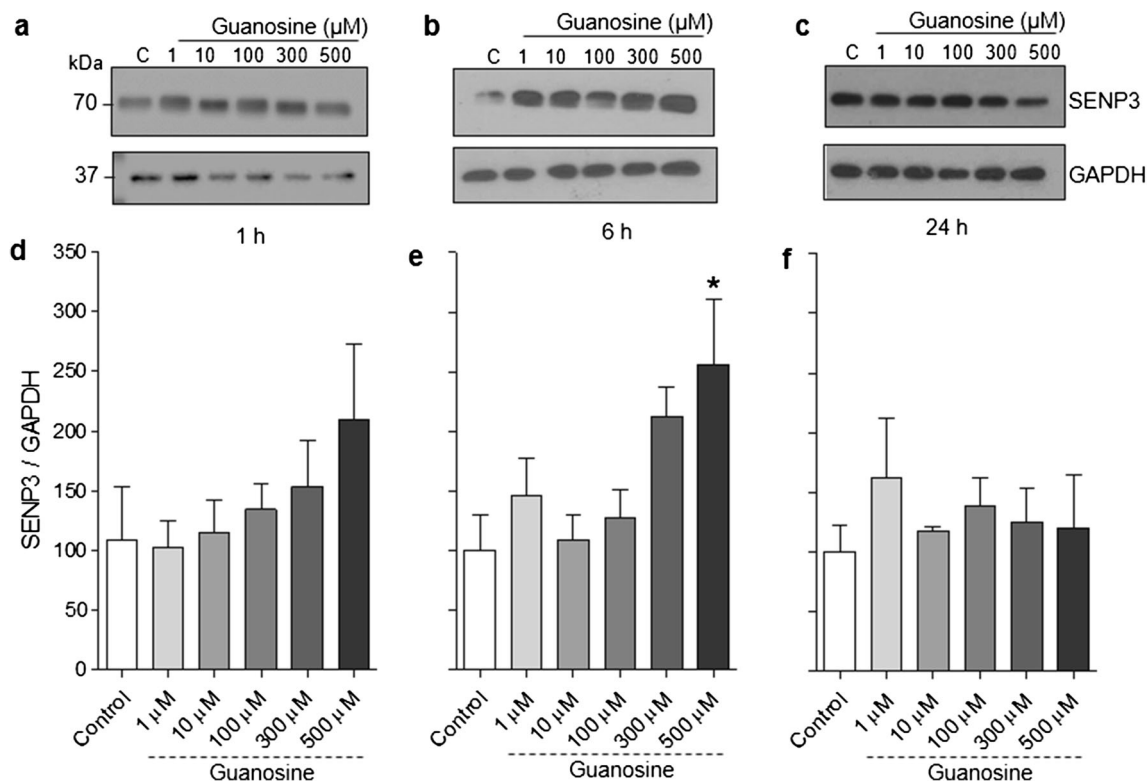 a
Guanosine (µM)
kDa
C 1 10 100 300 500
70
37
1 h
b
Guanosine (µM)
C 1 10 100 300 500
6 h
c
Guanosine (µM)
C 1 10 100 300 500
SENP3
GAPDH
24 h
d
SENP3 / GAPDH
350
300
250
200
150
100
50
0
Control
1 µM
10 µM
100 µM
300 µM
500 µM
Guanosine
e
*
Control
1 µM
10 µM
100 µM
300 µM
500 µM
Guanosine
f
Control
1 µM
10 µM
100 µM
300 µM
500 µM
Guanosine